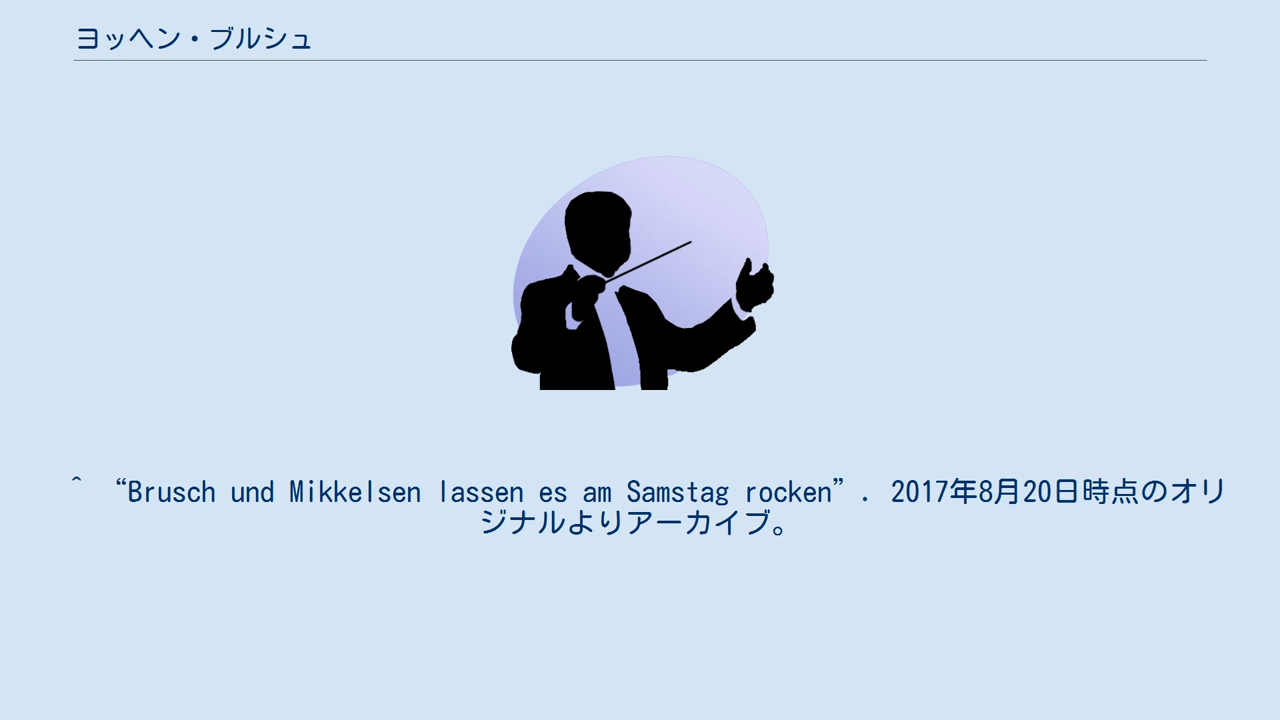 ヨッヘン・ブルシュ
^ “Brusch und Mikkelsen lassen es am Samstag rocken”. 2017年8月20日時点のオリ
ジナルよりアーカイブ。